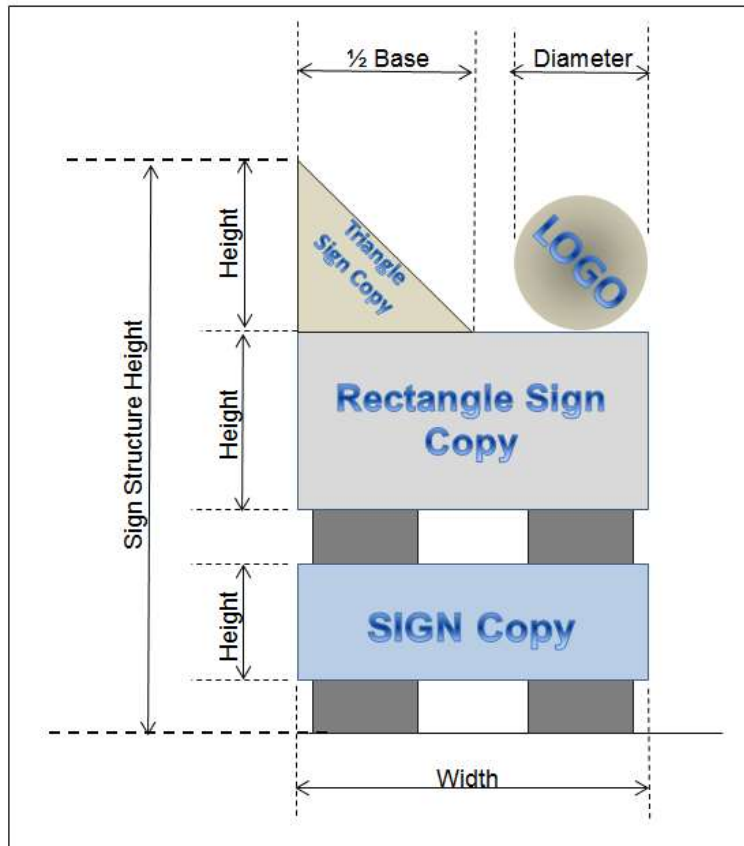 ½ Base
Diameter
Height
Triangle
Sign Copy
LOGO
Sign Structure Height
Height
Rectangle Sign
Copy
Height
SIGN Copy
Width